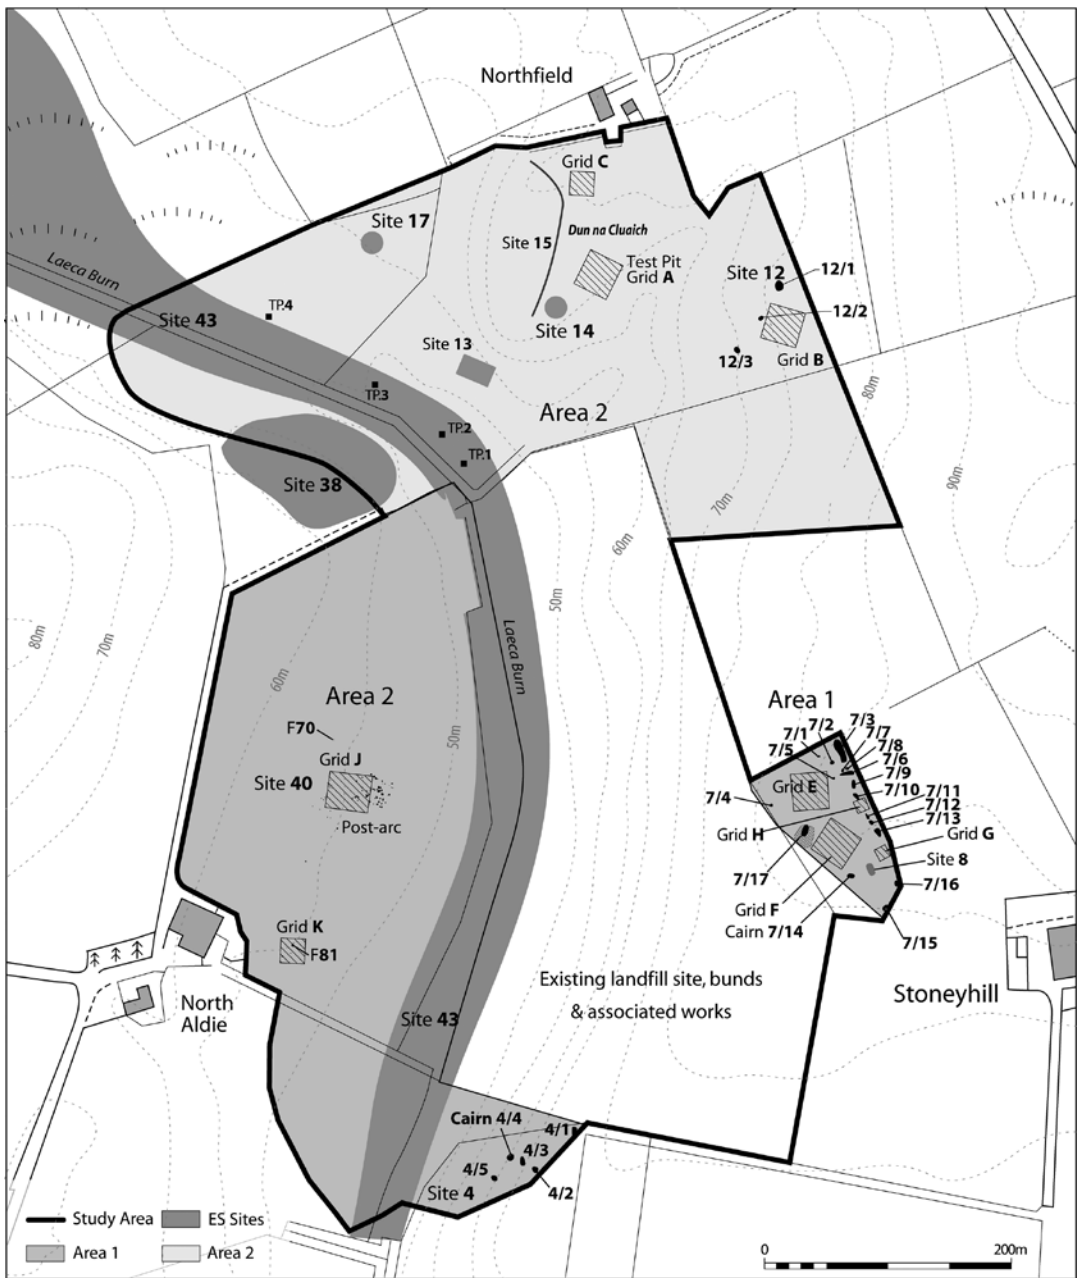 Northfield
Grid C
Site 17
Dun na Cluaich
Site 15
Test Pit
Grid A
Site 12
12/1
Laeca Burn
TP.4
12/2
Site 43
Site 14
Site 13
12/3
Grid B
TP.3
80m
Area 2
TP.2
TP.1
Site 38
90m
70m
60m
50m
80m
70m
Laeca Burn
60m
Area 2
50m
F70
Grid J
Site 40
Post-arc
Area 1
7/1
7/2
7/3
7/7
7/5
7/8
7/6
7/9
Grid E
7/10
7/11
7/4
7/12
7/13
Grid H
Grid G
Site 8
7/17
7/16
Grid F
Cairn 7/14
7/15
Grid K
F81
Existing landfill site, bunds
& associated works
Stoneyhill
North
Aldie
Site 43
Cairn 4/4
4/1
4/3
4/5
4/2
Site 4
Study Area
ES Sites
Area 1
Area 2
0
200m